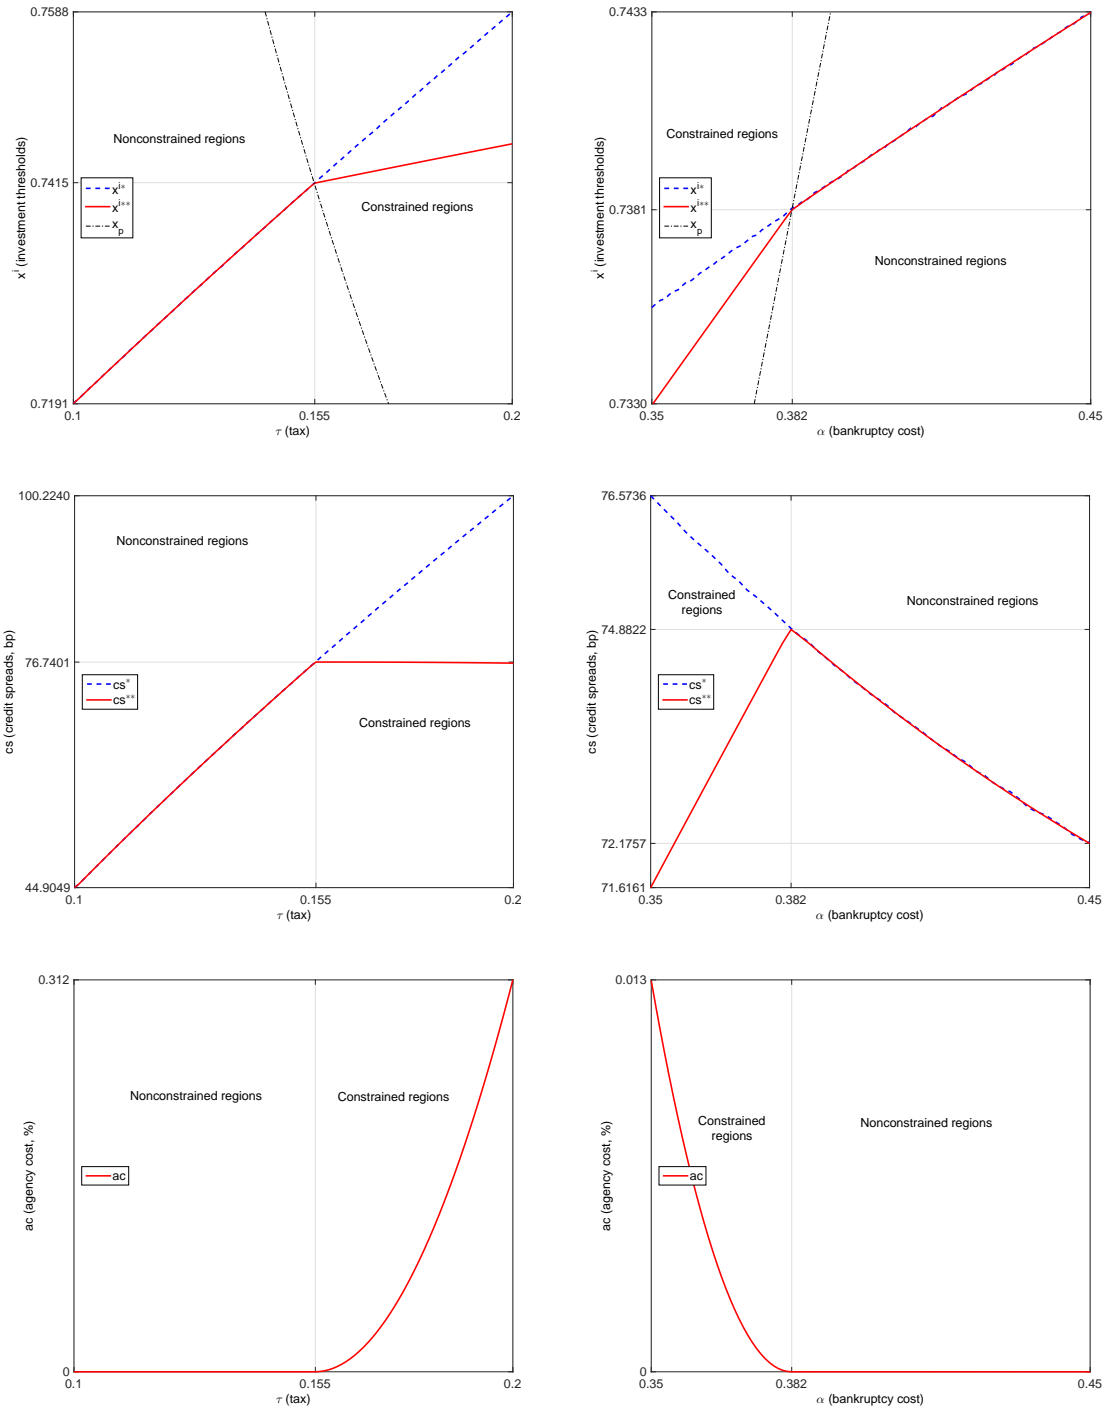 0.7588
Nonconstrained regions
0.7415
x^i*
x^i**
x_p
Constrained regions
0.7191
0.1
0.155
0.2
τ (tax)
x^i (investment thresholds)
0.7433
Constrained regions
x^i*
x^i**
x_p
0.7381
Nonconstrained regions
0.7330
0.35
0.382
0.45
α (bankruptcy cost)
x^i (investment thresholds)
100.2240
Nonconstrained regions
76.7401
cs*
cs**
Constrained regions
44.9049
0.1
0.155
0.2
τ (tax)
cs (credit spreads, bp)
76.5736
Constrained
regions
Nonconstrained regions
74.8822
cs*
cs**
72.1757
71.6161
0.35
0.382
0.45
α (bankruptcy cost)
cs (credit spreads, bp)
0.312
Nonconstrained regions
Constrained regions
ac
0
0.1
0.155
0.2
τ (tax)
ac (agency cost, %)
0.013
Constrained
regions
Nonconstrained regions
ac
0
0.35
0.382
0.45
α (bankruptcy cost)
ac (agency cost, %)